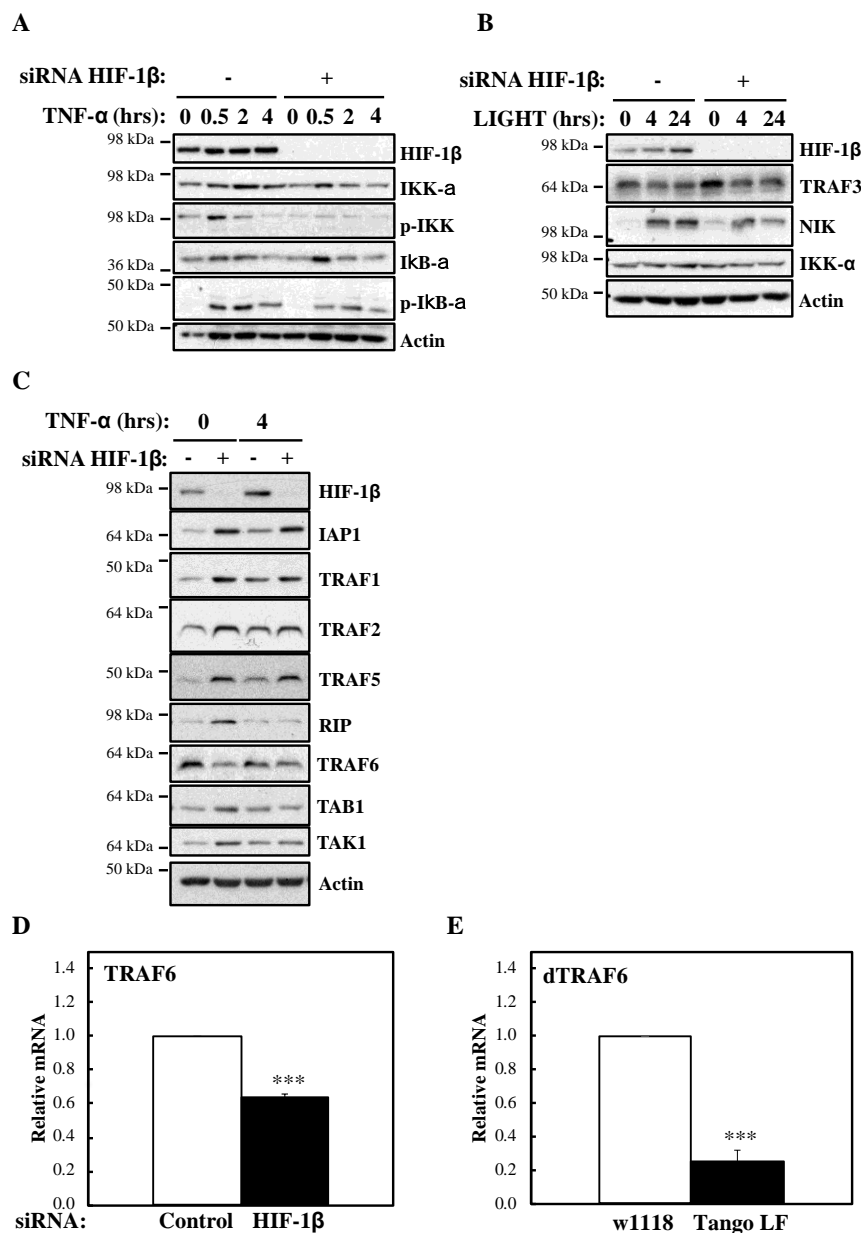 A
siRNA HIF-1β: - +
TNF-α (hrs): 0 0.5 2 4 0 0.5 2 4
98 kDa HIF-1β
98 kDa IKK-a
98 kDa p-IKK
36 kDa IkB-a
50 kDa p-IkB-a
50 kDa Actin
B
siRNA HIF-1β: - +
LIGHT (hrs): 0 4 24 0 4 24
98 kDa HIF-1β
64 kDa TRAF3
98 kDa NIK
98 kDa IKK-α
50 kDa Actin
C
TNF-α (hrs): 0 4
siRNA HIF-1β: - + - +
98 kDa HIF-1β
64 kDa IAP1
50 kDa TRAF1
64 kDa TRAF2
50 kDa TRAF5
98 kDa RIP
64 kDa TRAF6
64 kDa TAB1
64 kDa TAK1
50 kDa Actin
D
TRAF6
Relative mRNA
1.4
1.2
1.0
0.8
0.6
0.4
0.2
0.0
***
siRNA: Control HIF-1β
E
dTRAF6
Relative mRNA
1.4
1.2
1.0
0.8
0.6
0.4
0.2
0.0
***
w1118 Tango LF